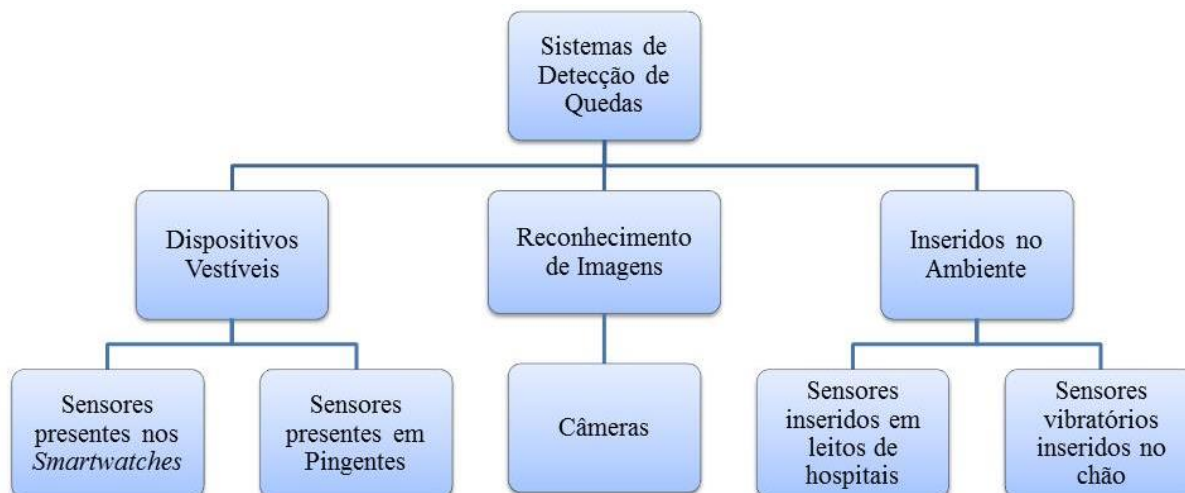 Sistemas de
Detecção de
Quedas
Dispositivos
Vestíveis
Reconhecimento
de Imagens
Inseridos no
Ambiente
Sensores
presentes nos
Smartwatches
Sensores
presentes em
Pingentes
Câmeras
Sensores
inseridos em
leitos de
hospitais
Sensores
vibratórios
inseridos no
chão